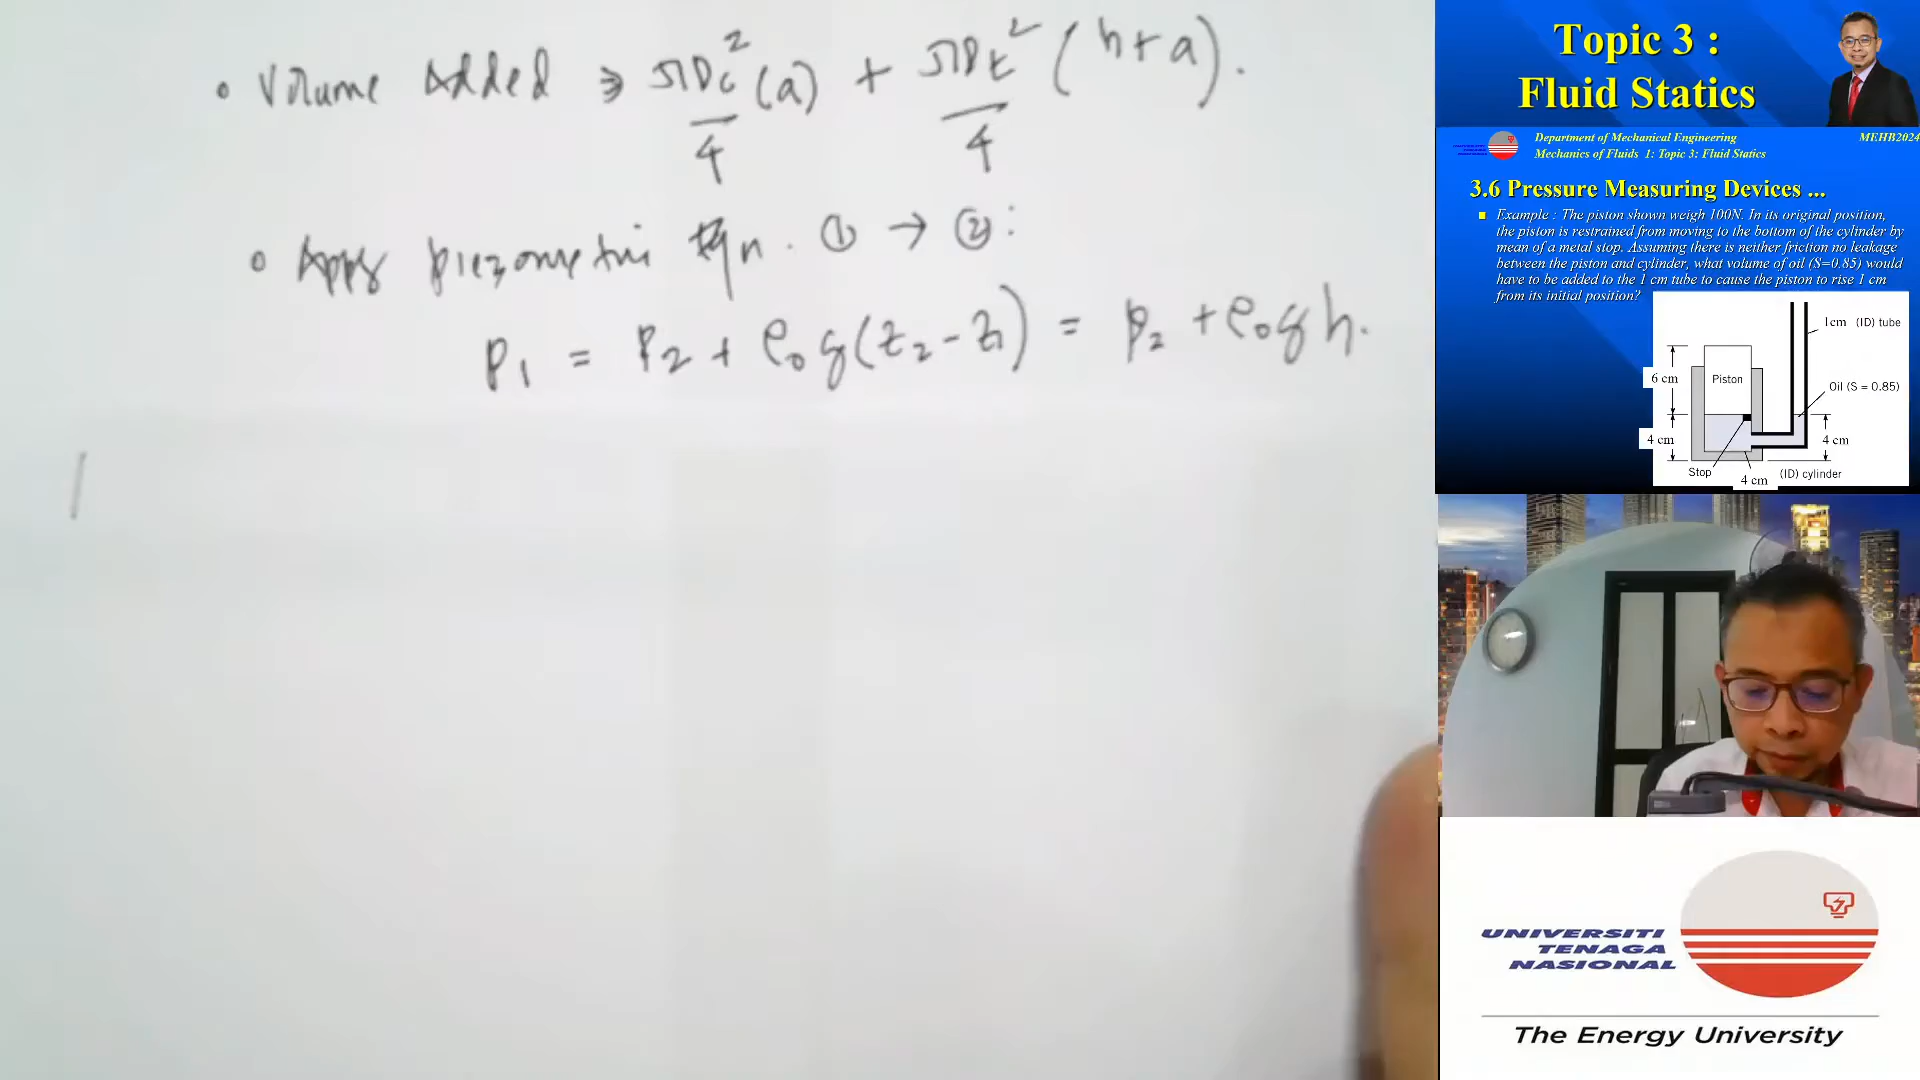 • Volume Added ⇒ πDc²/4 (a) + πDt²/4 (h+a).
• Apply piezometric Eqn. ① → ②:
P₁ = P₂ + ρ₀g(z₂-z₁) = P₂ + ρ₀gh.
Topic 3 :
Fluid Statics
Department of Mechanical Engineering
MEHB2024
Mechanics of Fluids 1: Topic 3: Fluid Statics
3.6 Pressure Measuring Devices ...
Example : The piston shown weigh 100N. In its original position,
the piston is restrained from moving to the bottom of the cylinder by
mean of a metal stop. Assuming there is neither friction no leakage
between the piston and cylinder, what volume of oil (S=0.85) would
have to be added to the 1 cm tube to cause the piston to rise 1 cm
from its initial position?
1cm (ID) tube
6 cm
Piston
Oil (S = 0.85)
4 cm
4 cm
Stop
4 cm
(ID) cylinder
UNIVERSITI
TENAGA
NASIONAL
The Energy University